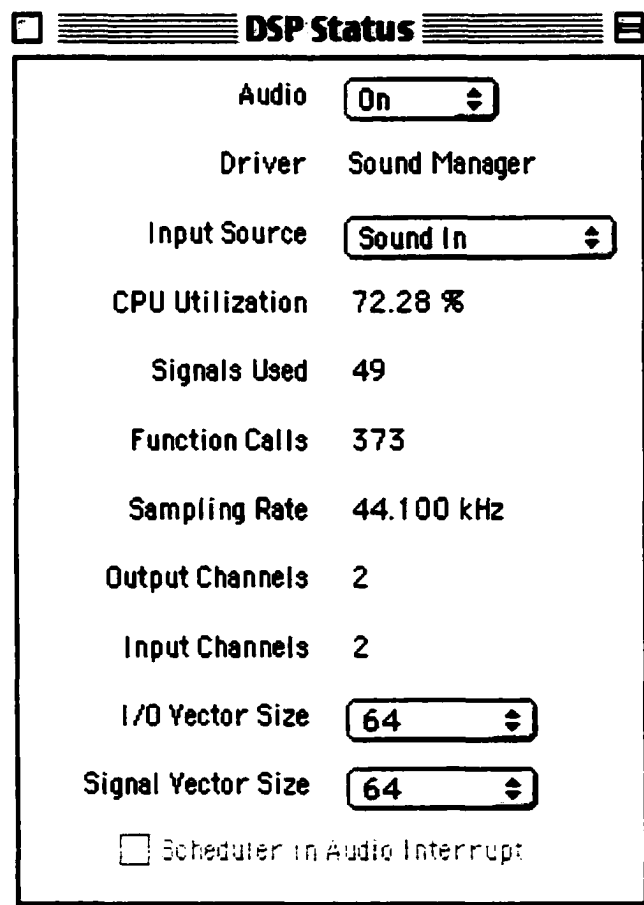 DSP Status
Audio On
Driver Sound Manager
Input Source Sound In
CPU Utilization 72.28 %
Signals Used 49
Function Calls 373
Sampling Rate 44.100 kHz
Output Channels 2
Input Channels 2
I/O Vector Size 64
Signal Vector Size 64
Scheduler in Audio Interrupt